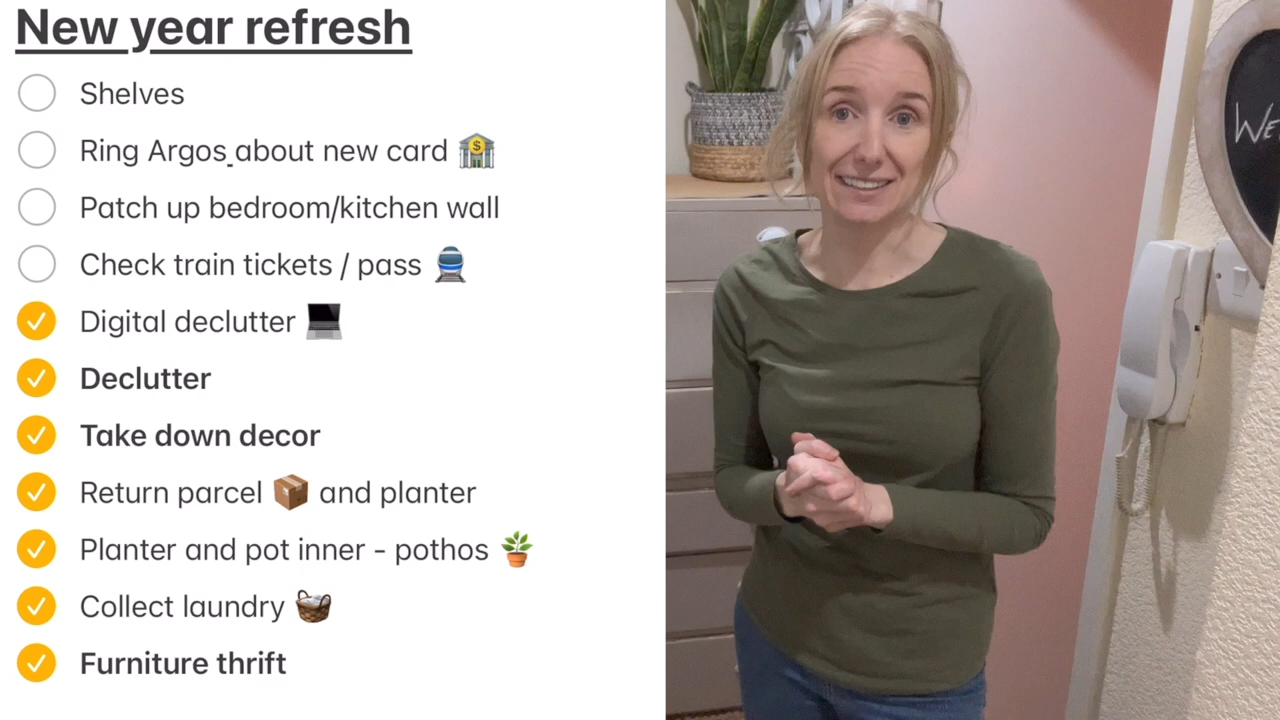 New year refresh
Shelves
Ring Argos about new card 🏦
Patch up bedroom/kitchen wall
Check train tickets / pass 🚆
Digital declutter 💻
Declutter
Take down decor
Return parcel 📦 and planter
Planter and pot inner - pothos 🪴
Collect laundry 🧺
Furniture thrift